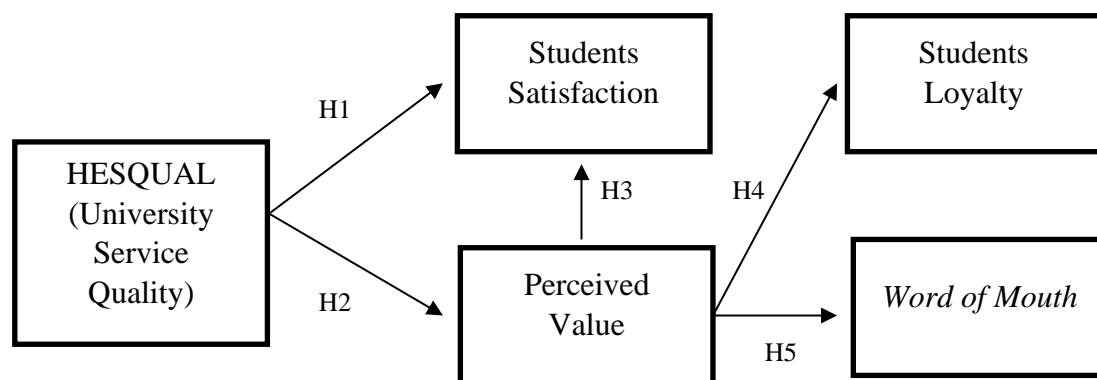 Students
Satisfaction
Students
Loyalty
H1
HESQUAL
(University
Service
Quality)
H3
H4
H2
Perceived
Value
Word of Mouth
H5